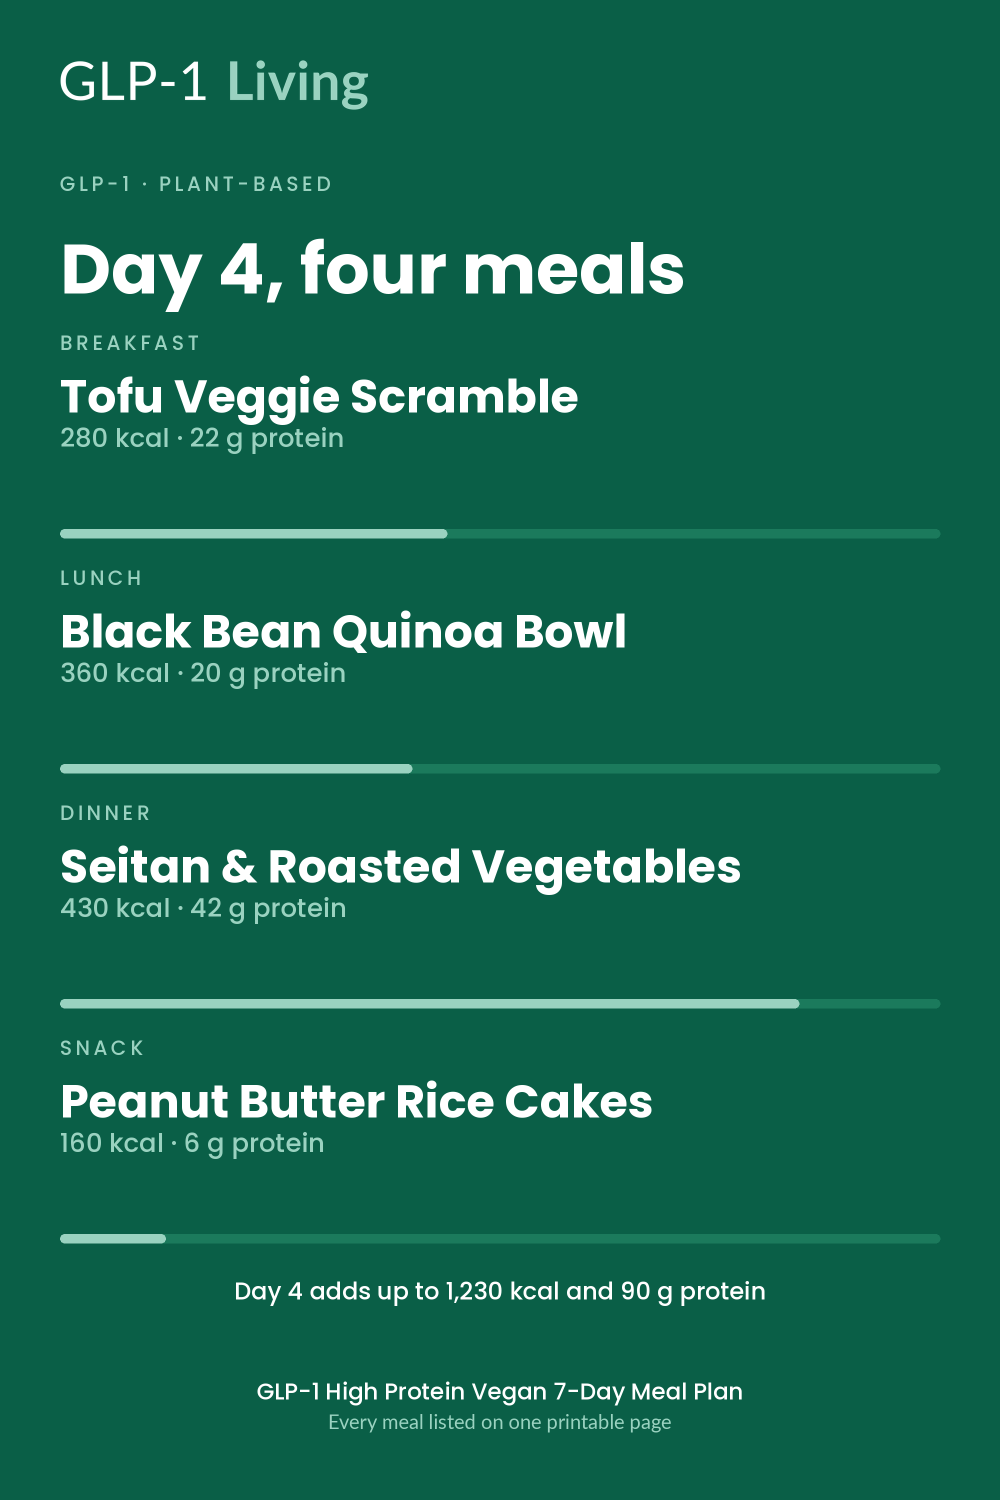 GLP-1 Living
GLP-1 · PLANT-BASED
Day 4, four meals
BREAKFAST
Tofu Veggie Scramble
280 kcal · 22 g protein
LUNCH
Black Bean Quinoa Bowl
360 kcal · 20 g protein
DINNER
Seitan & Roasted Vegetables
430 kcal · 42 g protein
SNACK
Peanut Butter Rice Cakes
160 kcal · 6 g protein
Day 4 adds up to 1,230 kcal and 90 g protein
GLP-1 High Protein Vegan 7-Day Meal Plan
Every meal listed on one printable page